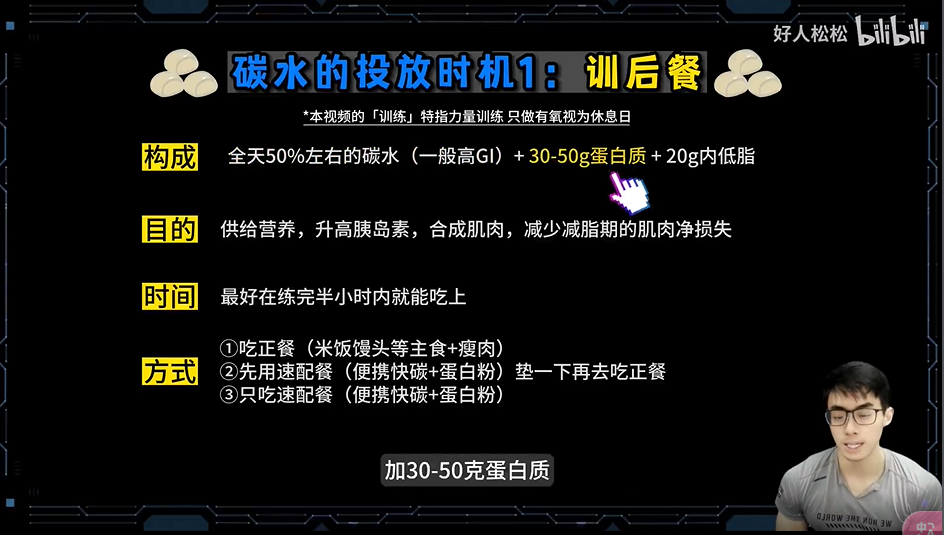 好人松松 bilibili
碳水的投放时机1：训后餐
*本视频的「训练」特指力量训练 只做有氧视为休息日
构成 全天50%左右的碳水（一般高GI）+ 30-50g蛋白质 + 20g内低脂
目的 供给营养，升高胰岛素，合成肌肉，减少减脂期的肌肉净损失
时间 最好在练完半小时内就能吃上
方式
①吃正餐（米饭馒头等主食+瘦肉）
②先用速配餐（便携快碳+蛋白粉）垫一下再去吃正餐
③只吃速配餐（便携快碳+蛋白粉）
加30-50克蛋白质